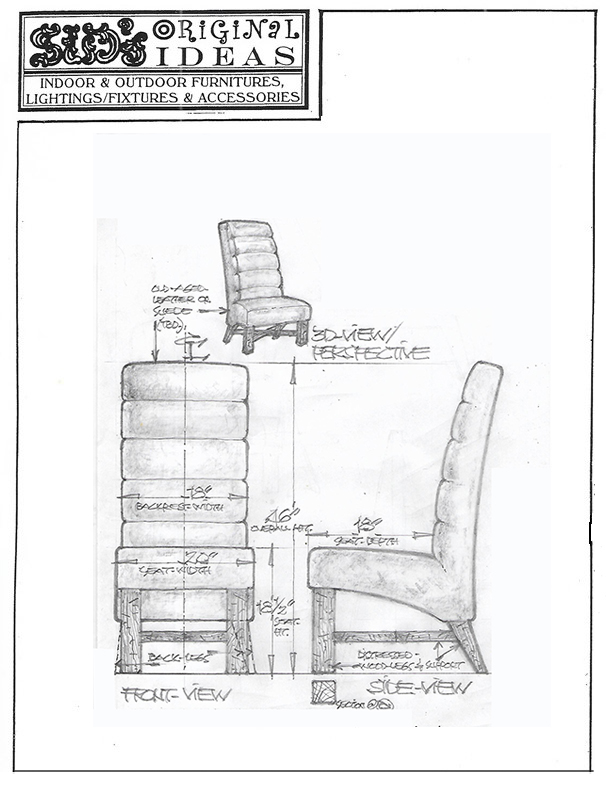 SID'S ORiGiNaL
IDEAS
INDOOR & OUTDOOR FURNITURES,
LIGHTINGS/FIXTURES & ACCESSORIES
OLD-AGED
LEATHER OR
SUEDE
(TBD).
3D-VIEW/
PERSPECTIVE
18"
BACKREST-WIDTH
46"
OVERALL HT.
18"
SEAT-DEPTH
20"
SEAT-WIDTH
18 1/2"
SEAT
HT.
BACK-LEGS
DISTRESSED-
WOOD-LEGS & SUPPORT
FRONT-VIEW
SIDE-VIEW